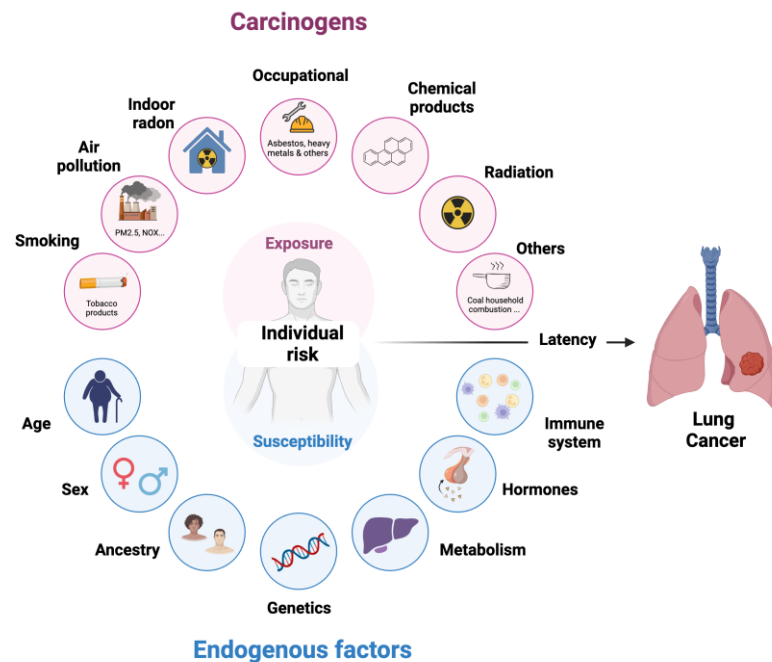 Carcinogens
Occupational
Asbestos, heavy
metals & others
Chemical
products
Indoor
radon
Air
pollution
PM2.5, NOX...
Radiation
Smoking
Tobacco
products
Others
Coal household
combustion ...
Exposure
Individual
risk
Susceptibility
Latency
Lung
Cancer
Age
Sex
Ancestry
Genetics
Metabolism
Hormones
Immune
system
Endogenous factors